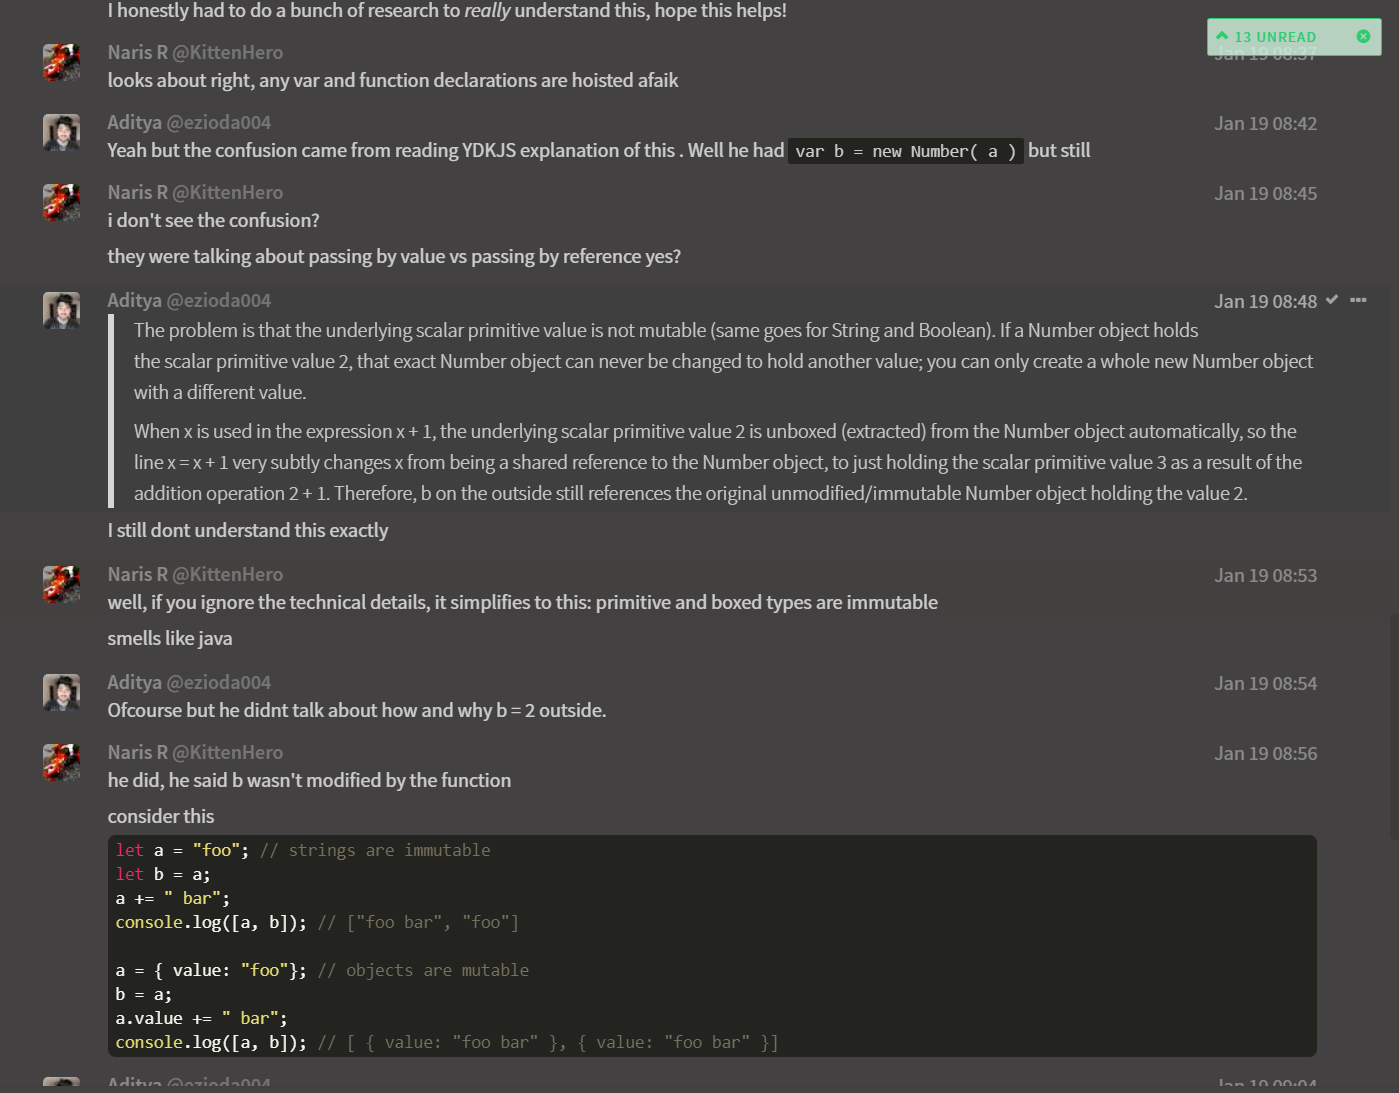 I honestly had to do a bunch of research to really understand this, hope this helps!
13 UNREAD
Naris R @KittenHero
Jan 19 08:37
looks about right, any var and function declarations are hoisted afaik
Aditya @ezioda004
Jan 19 08:42
Yeah but the confusion came from reading YDKJS explanation of this . Well he had var b = new Number( a ) but still
Naris R @KittenHero
Jan 19 08:45
i don't see the confusion?
they were talking about passing by value vs passing by reference yes?
Aditya @ezioda004
Jan 19 08:48
The problem is that the underlying scalar primitive value is not mutable (same goes for String and Boolean). If a Number object holds
the scalar primitive value 2, that exact Number object can never be changed to hold another value; you can only create a whole new Number object
with a different value.
When x is used in the expression x + 1, the underlying scalar primitive value 2 is unboxed (extracted) from the Number object automatically, so the
line x = x + 1 very subtly changes x from being a shared reference to the Number object, to just holding the scalar primitive value 3 as a result of the
addition operation 2 + 1. Therefore, b on the outside still references the original unmodified/immutable Number object holding the value 2.
I still dont understand this exactly
Naris R @KittenHero
Jan 19 08:53
well, if you ignore the technical details, it simplifies to this: primitive and boxed types are immutable
smells like java
Aditya @ezioda004
Jan 19 08:54
Ofcourse but he didnt talk about how and why b = 2 outside.
Naris R @KittenHero
Jan 19 08:56
he did, he said b wasn't modified by the function
consider this
let a = "foo"; // strings are immutable
let b = a;
a += " bar";
console.log([a, b]); // ["foo bar", "foo"]
a = { value: "foo"}; // objects are mutable
b = a;
a.value += " bar";
console.log([a, b]); // [ { value: "foo bar" }, { value: "foo bar" }]
Aditya @ezioda004
Jan 19 09:04